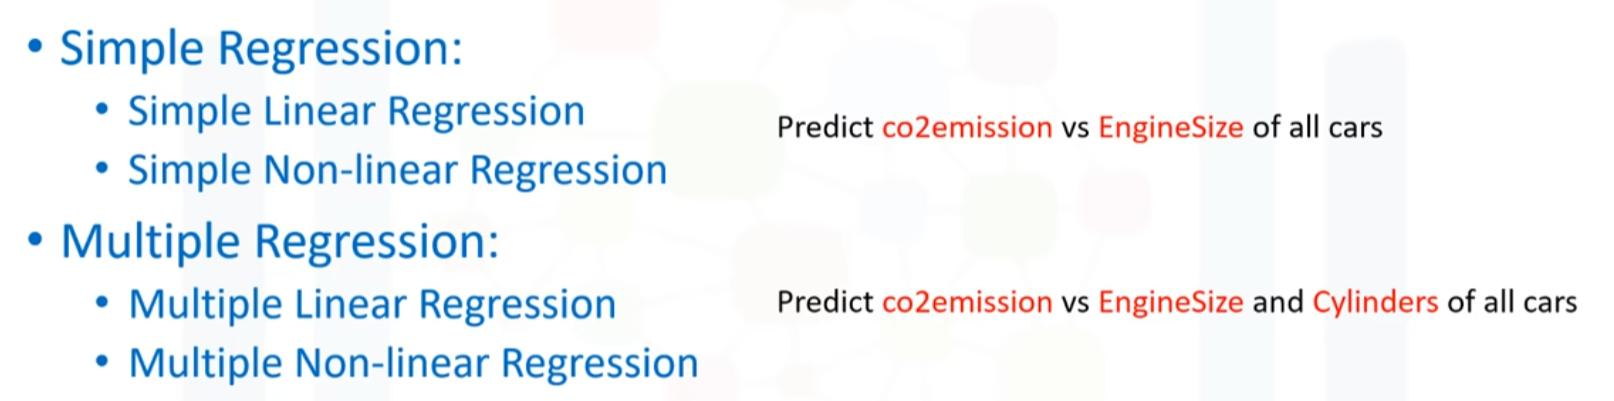 • Simple Regression:
• Simple Linear Regression
• Simple Non-linear Regression
Predict co2emission vs EngineSize of all cars
• Multiple Regression:
• Multiple Linear Regression
• Multiple Non-linear Regression
Predict co2emission vs EngineSize and Cylinders of all cars